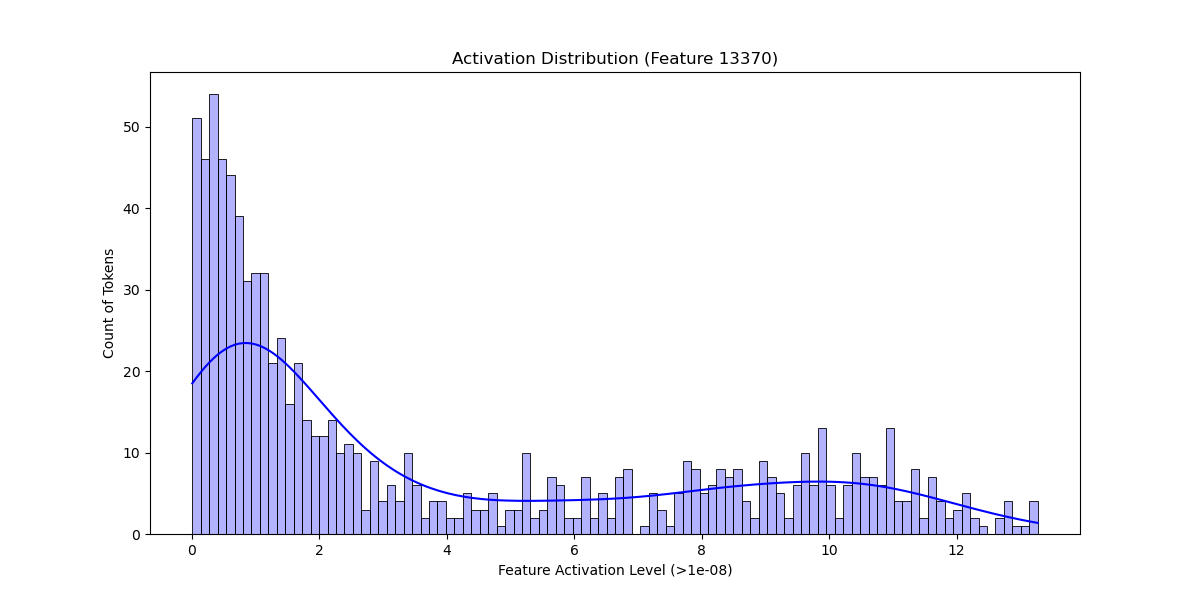 Activation Distribution (Feature 13370)
Count of Tokens
50
40
30
20
10
0
0 2 4 6 8 10 12
Feature Activation Level (>1e-08)